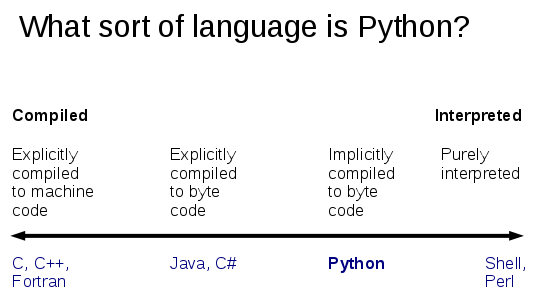 What sort of language is Python?
Compiled
Interpreted
Explicitly
compiled
to machine
code
Explicitly
compiled
to byte
code
Implicitly
compiled
to byte
code
Purely
interpreted
C, C++,
Fortran
Java, C#
Python
Shell,
Perl